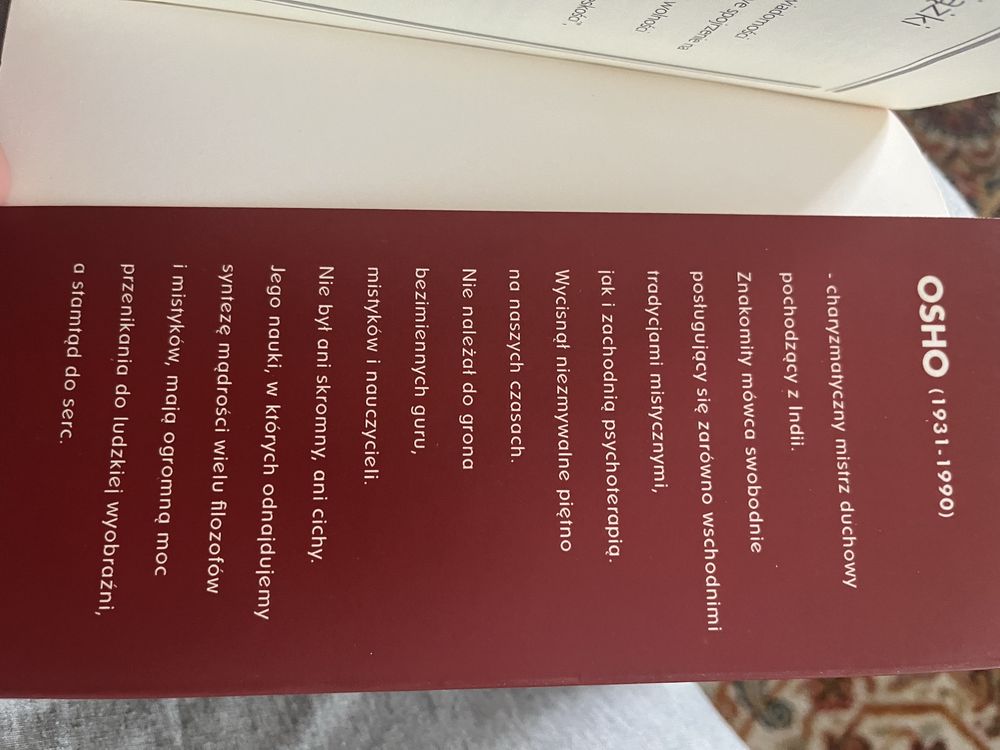 OSHO (1931-1990)
- charyzmatyczny mistrz duchowy
pochodzący z Indii.
Znakomity mówca swobodnie
posługujący się zarówno wschodnimi
tradycjami mistycznymi,
jak i zachodnią psychoterapią.
Wycisnął niezmywalne piętno
na naszych czasach.
Nie należał do grona
bezimiennych guru,
mistyków i nauczycieli.
Nie był ani skromny, ani cichy.
Jego nauki, w których odnajdujemy
syntezę mądrości wielu filozofów
i mistyków, mają ogromną moc
przenikania do ludzkiej wyobraźni,
a stamtąd do serc.
spojrzenie na
wolności